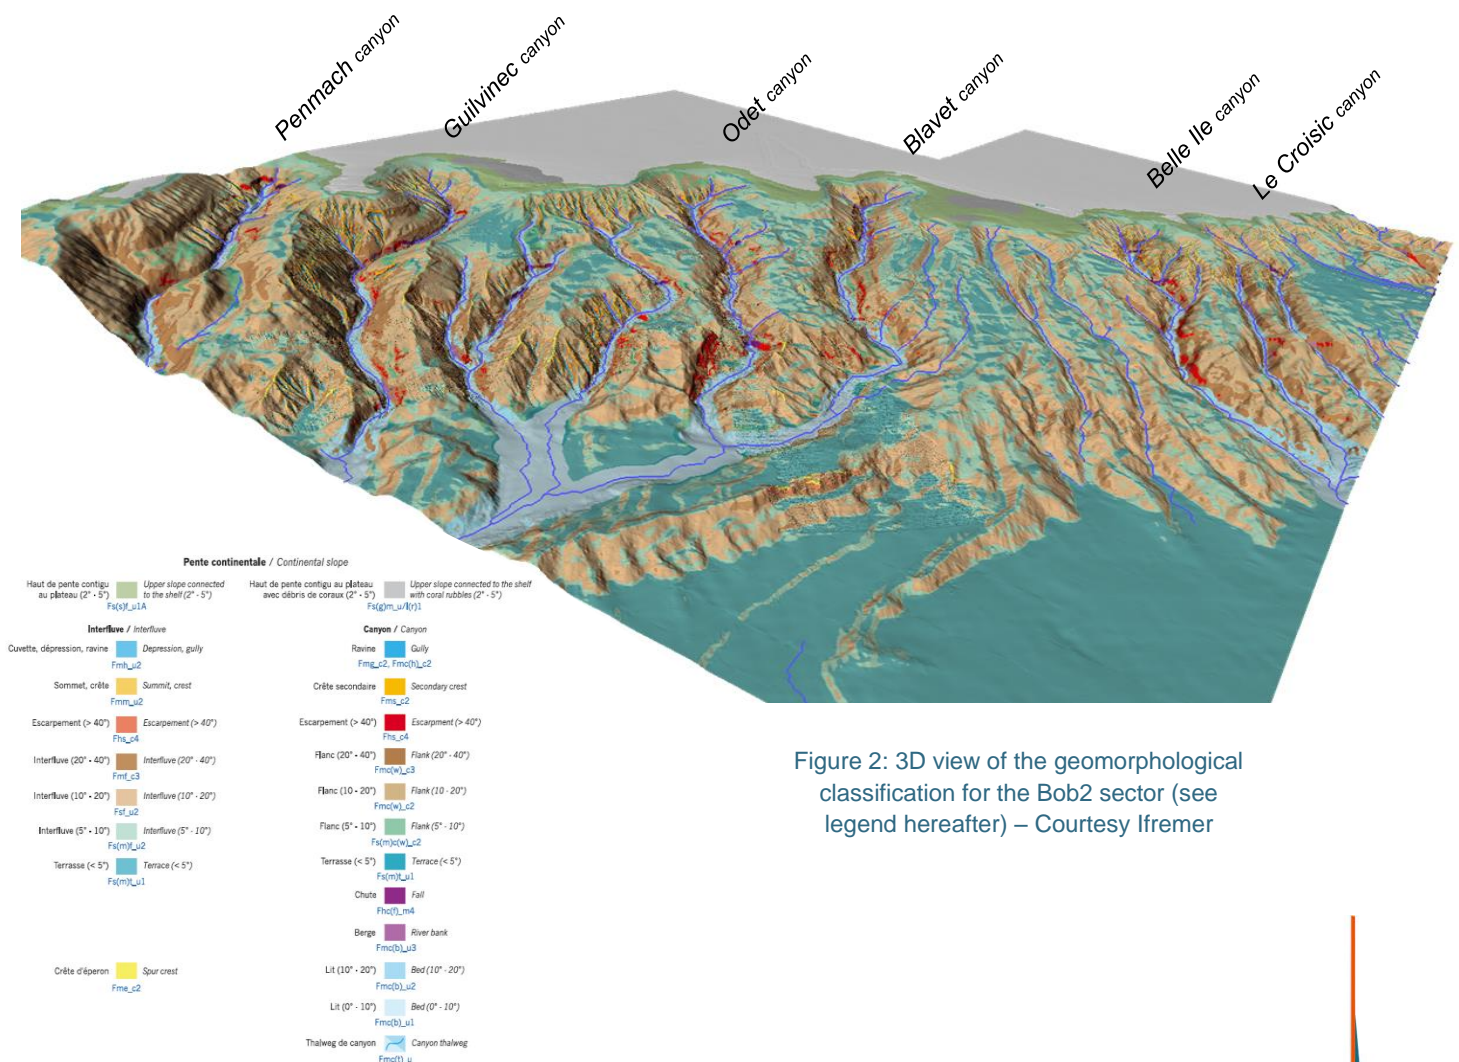 Penmach canyon
Guilvinec canyon
Odet canyon
Blavet canyon
Belle Ile canyon
Le Croisic canyon
Pente continentale / Continental slope
Haut de pente contigu
au plateau (2° - 5°)
Upper slope connected
to the shelf (2° - 5°)
Fs(s)f_u1A
Haut de pente contigu au plateau
avec débris de coraux (2° - 5°)
Upper slope connected to the shelf
with coral rubbles (2° - 5°)
Fs(g)m_u/l(r)1
Interfluve / Interfluve
Cuvette, dépression, ravine
Depression, gully
Fmh_u2
Sommet, crête
Summit, crest
Fmm_u2
Escarpement (> 40°)
Escarpement (> 40°)
Fhs_c4
Interfluve (20° - 40°)
Interfluve (20° - 40°)
Fmf_c3
Interfluve (10° - 20°)
Interfluve (10° - 20°)
Fsf_u2
Interfluve (5° - 10°)
Interfluve (5° - 10°)
Fs(m)f_u2
Terrasse (< 5°)
Terrace (< 5°)
Fs(m)t_u1
Crête d'éperon
Spur crest
Fme_c2
Canyon / Canyon
Ravine
Gully
Fmg_c2, Fmc(h)_c2
Crête secondaire
Secondary crest
Fms_c2
Escarpement (> 40°)
Escarpment (> 40°)
Fhs_c4
Flanc (20° - 40°)
Flank (20° - 40°)
Fmc(w)_c3
Flanc (10 - 20°)
Flank (10 - 20°)
Fmc(w)_c2
Flanc (5° - 10°)
Flank (5° - 10°)
Fs(m)c(w)_c2
Terrasse (< 5°)
Terrace (< 5°)
Fs(m)t_u1
Chute
Fall
Fhc(f)_m4
Berge
River bank
Fmc(b)_u3
Lit (10° - 20°)
Bed (10° - 20°)
Fmc(b)_u2
Lit (0° - 10°)
Bed (0° - 10°)
Fmc(b)_u1
Thalweg de canyon
Canyon thalweg
Fmc(t)_u
Figure 2: 3D view of the geomorphological
classification for the Bob2 sector (see
legend hereafter) – Courtesy Ifremer